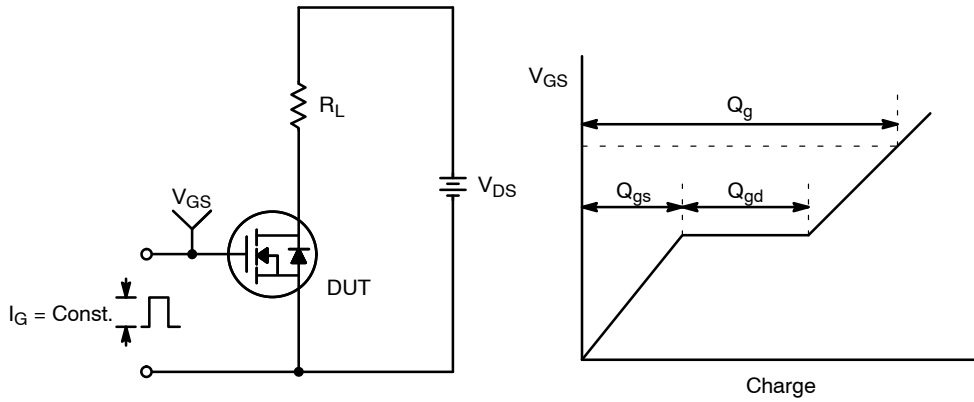 R_L
V_GS
V_DS
DUT
I_G = Const.
V_GS
Q_g
Q_gs
Q_gd
Charge